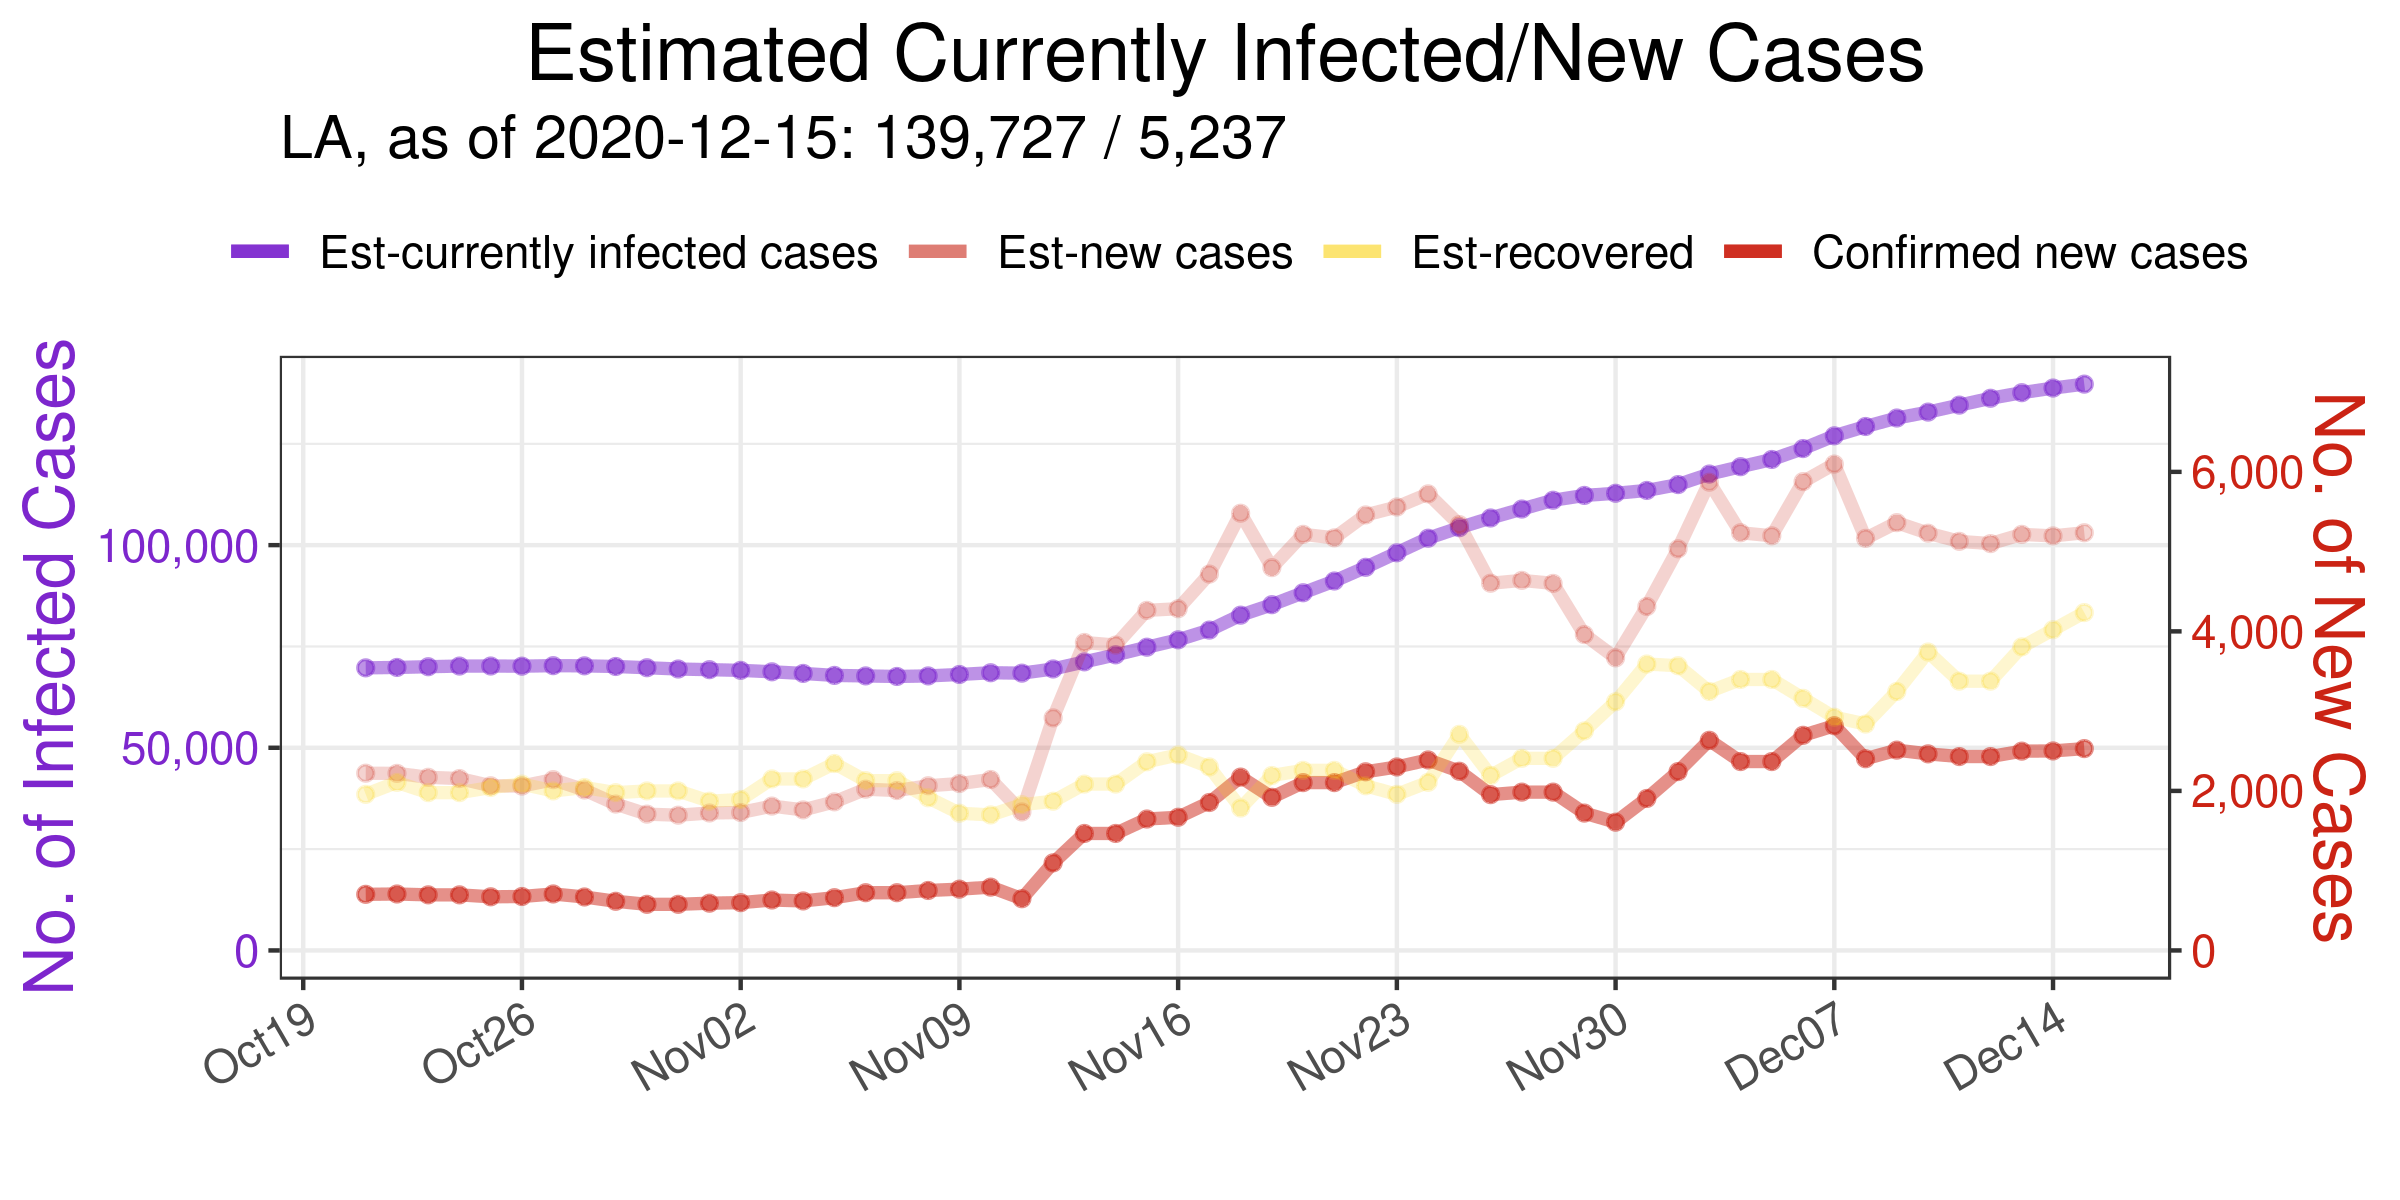 Estimated Currently Infected/New Cases
LA, as of 2020-12-15: 139,727 / 5,237
Est-currently infected cases Est-new cases Est-recovered Confirmed new cases
No. of Infected Cases
100,000
50,000
0
6,000
4,000
2,000
0
No. of New Cases
Oct19 Oct26 Nov02 Nov09 Nov16 Nov23 Nov30 Dec07 Dec14